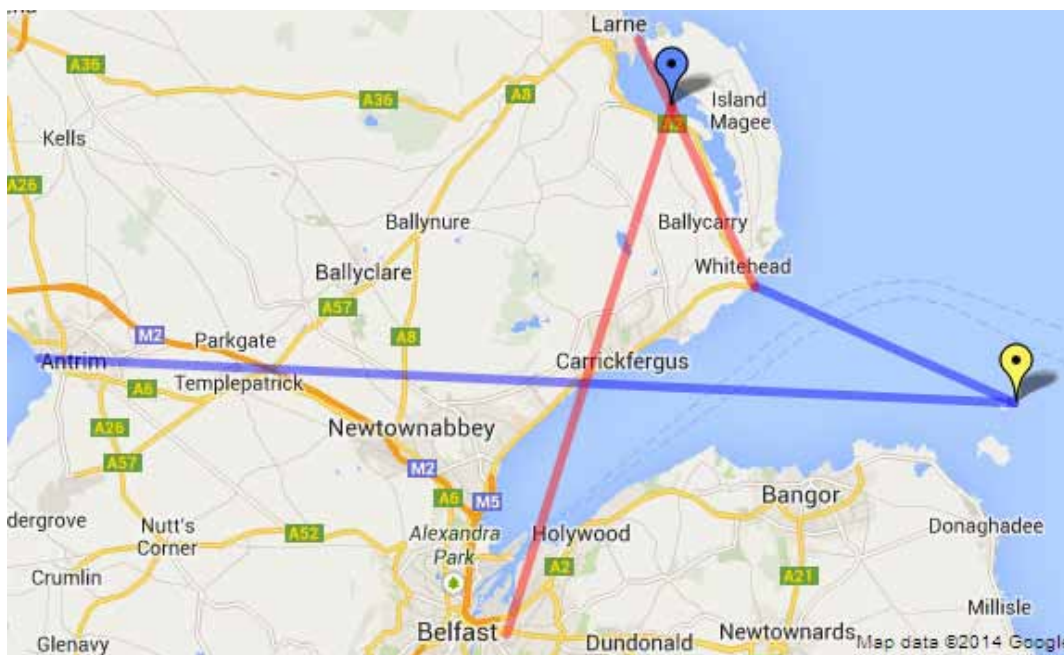 Larne
A36
A36
A8
Island
Magee
A2
Kells
A26
Ballynure
Ballycarry
Ballyclare
Whitehead
A57
M2
Parkgate
A8
Antrim
Carrickfergus
A6
Templepatrick
A26
Newtownabbey
A57
M2
A6
M5
Bangor
dergrove
Nutt's
Corner
A52
Alexandra
Park
Holywood
Donaghadee
A2
A21
Crumlin
Millisle
Glenavy
Belfast
Dundonald
Newtownards
Map data ©2014 Google